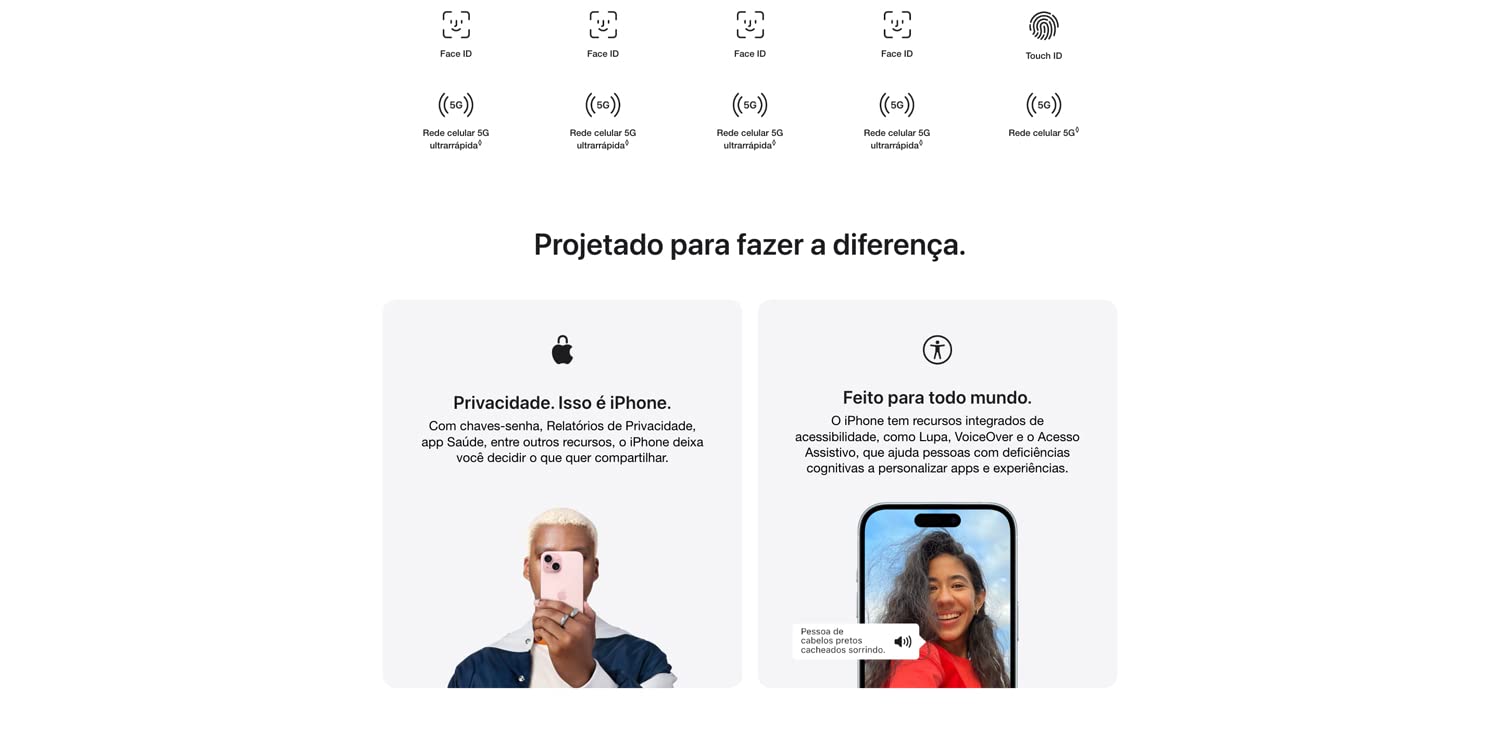 Face ID
Face ID
Face ID
Face ID
Touch ID
5G
5G
5G
5G
5G
Rede celular 5G
ultrarrápida◊
Rede celular 5G
ultrarrápida◊
Rede celular 5G
ultrarrápida◊
Rede celular 5G
ultrarrápida◊
Rede celular 5G◊
Projetado para fazer a diferença.
Privacidade. Isso é iPhone.
Com chaves-senha, Relatórios de Privacidade,
app Saúde, entre outros recursos, o iPhone deixa
você decidir o que quer compartilhar.
Feito para todo mundo.
O iPhone tem recursos integrados de
acessibilidade, como Lupa, VoiceOver e o Acesso
Assistivo, que ajuda pessoas com deficiências
cognitivas a personalizar apps e experiências.
Pessoa de
cabelos pretos
cacheados sorrindo.